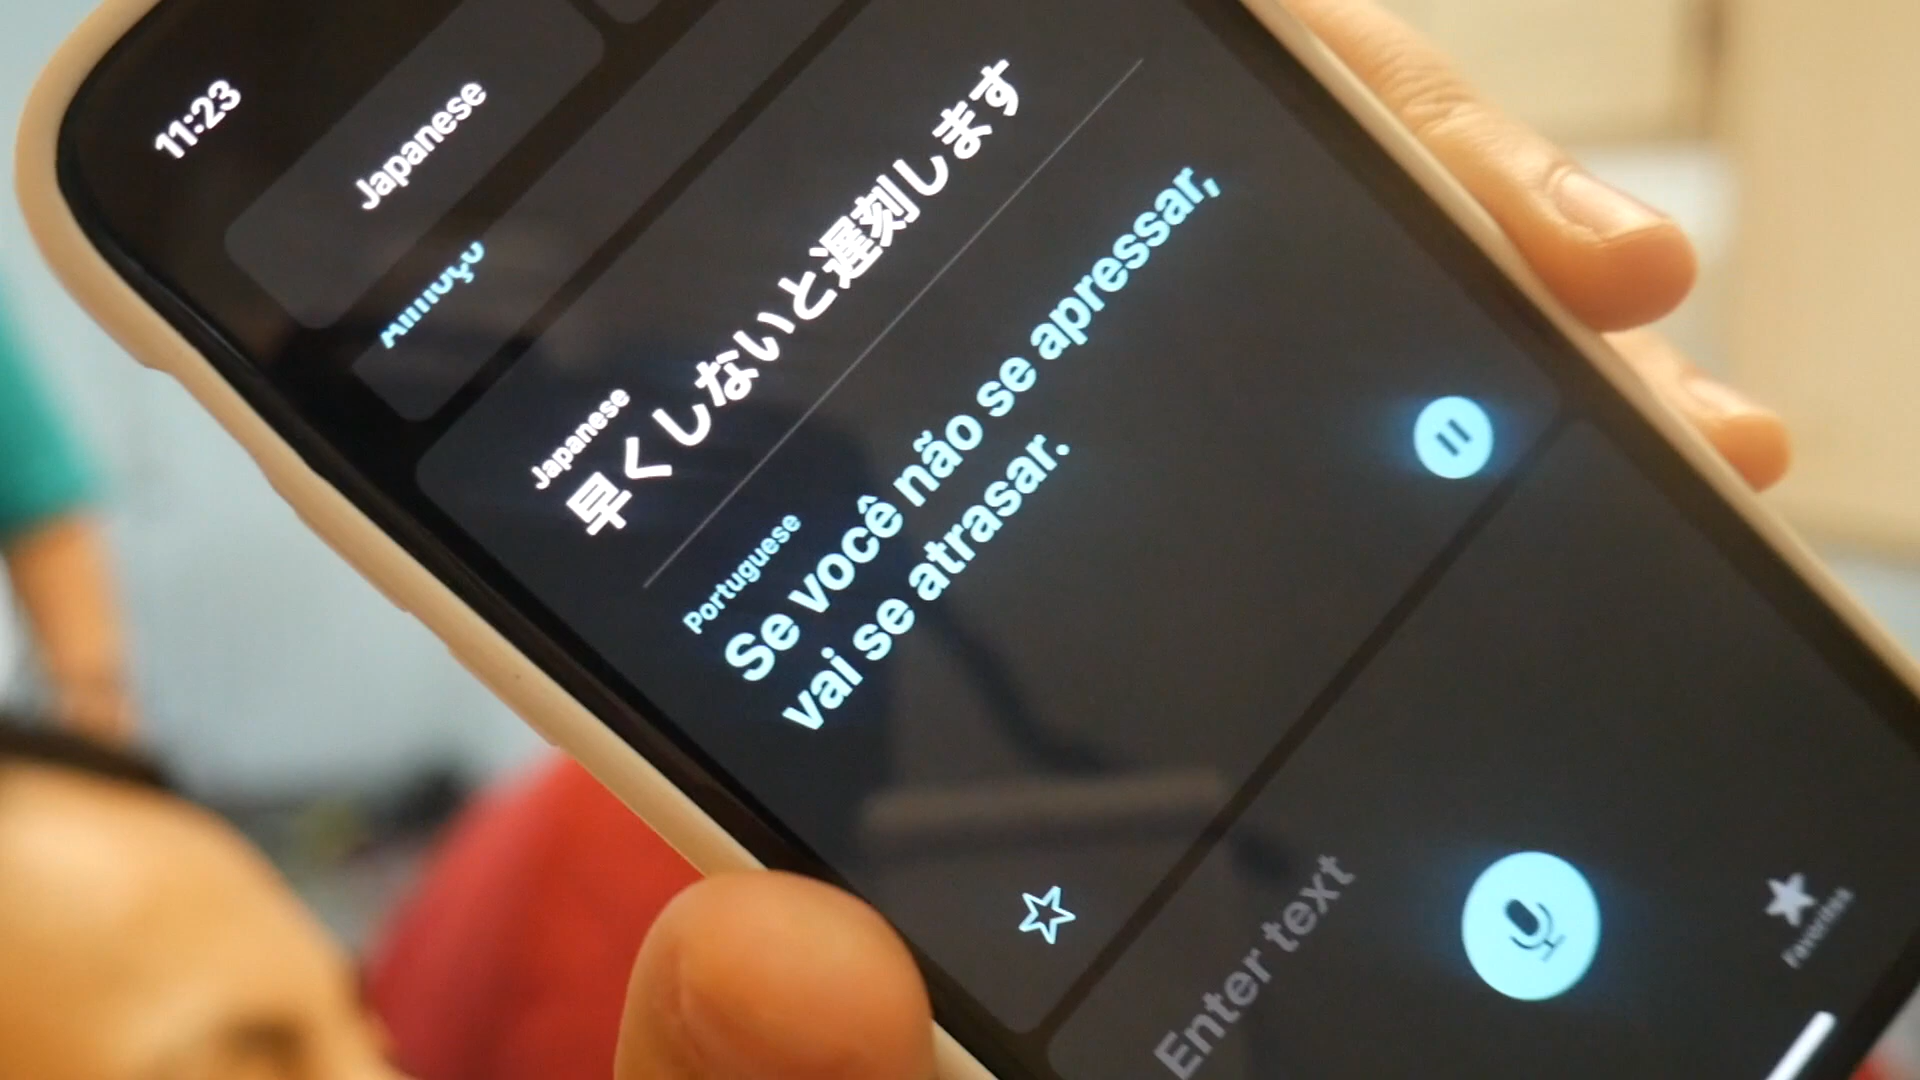 11:23
Japanese
Japanese
早くしないと遅刻します
Portuguese
Se você não se apressar,
vai se atrasar.
Enter text
Favorites